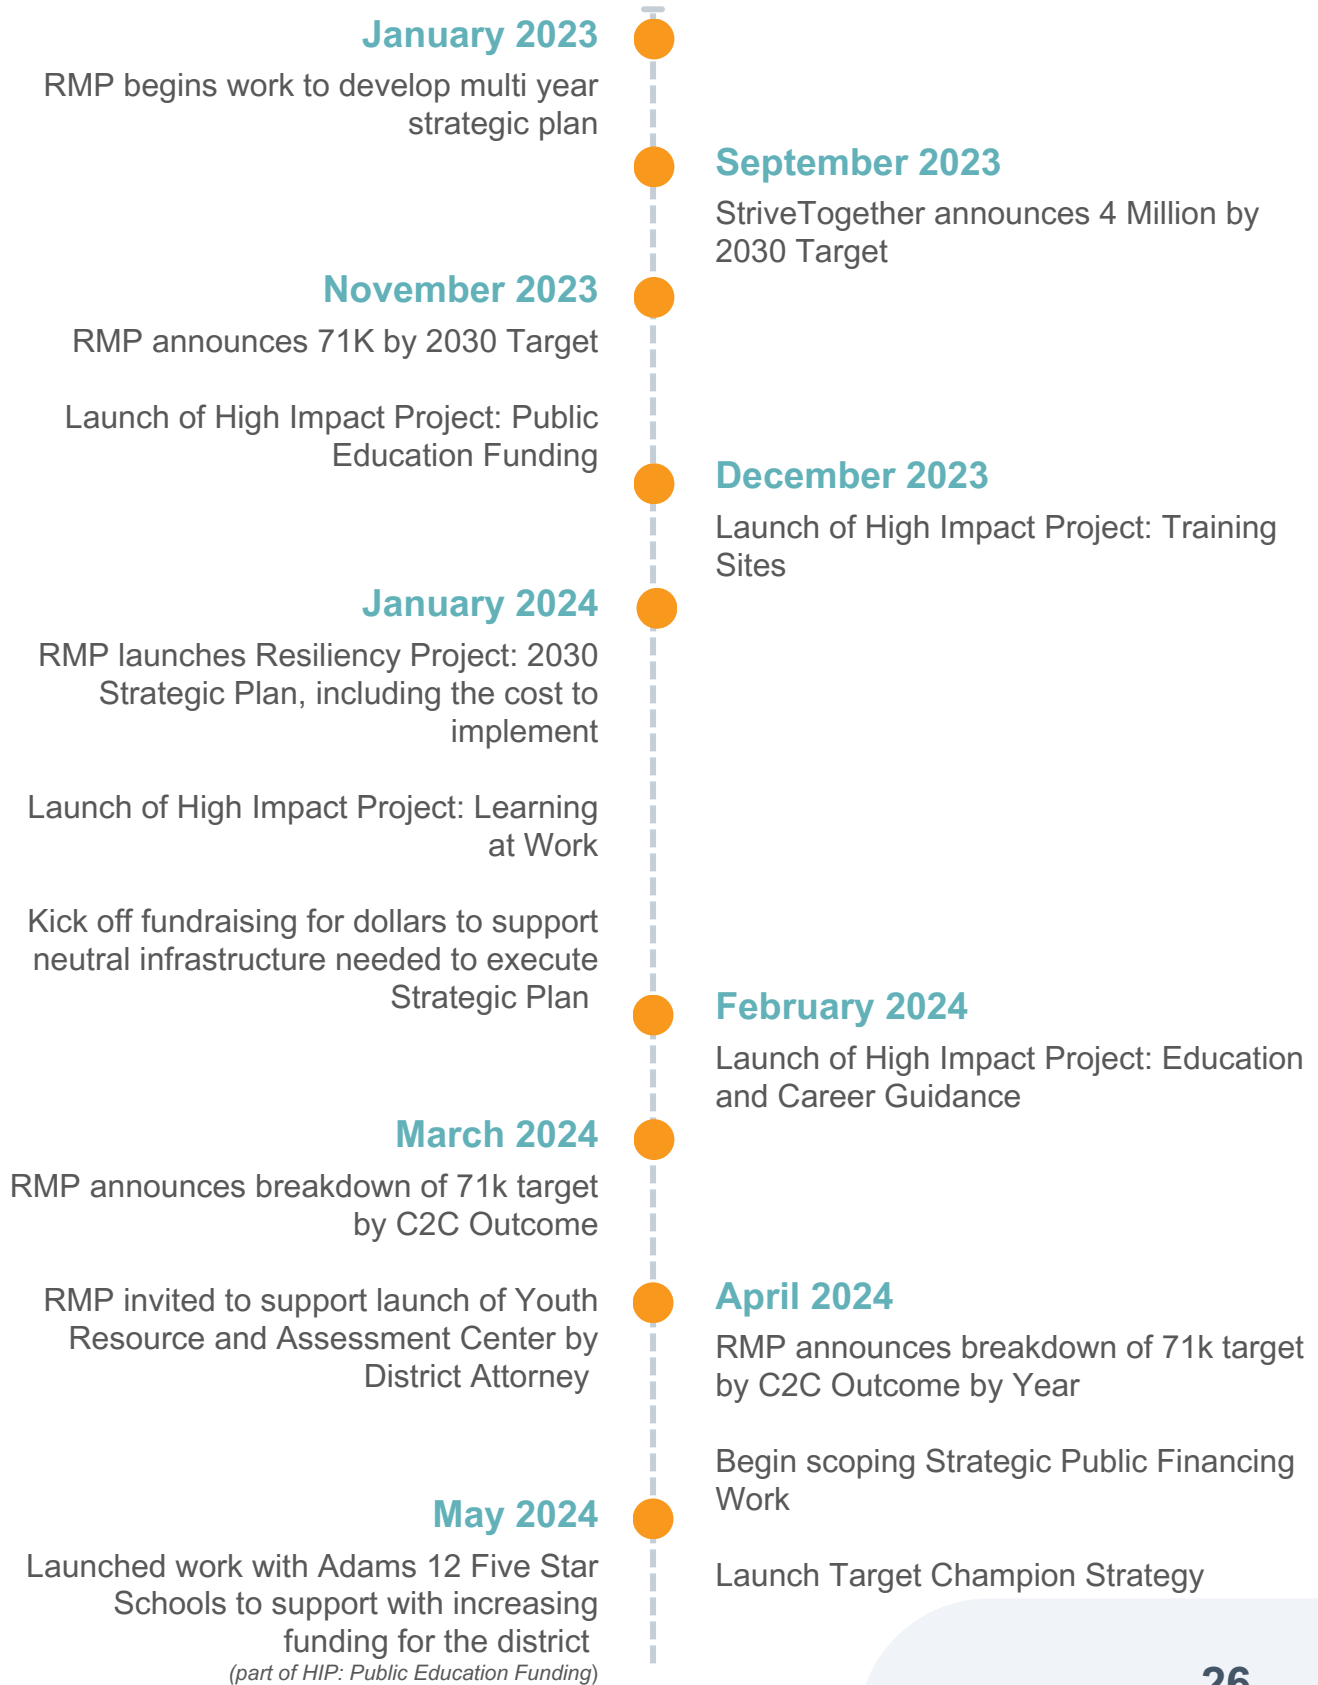 January 2023
RMP begins work to develop multi year
strategic plan
September 2023
StriveTogether announces 4 Million by
2030 Target
November 2023
RMP announces 71K by 2030 Target
Launch of High Impact Project: Public
Education Funding
December 2023
Launch of High Impact Project: Training
Sites
January 2024
RMP launches Resiliency Project: 2030
Strategic Plan, including the cost to
implement
Launch of High Impact Project: Learning
at Work
Kick off fundraising for dollars to support
neutral infrastructure needed to execute
Strategic Plan
February 2024
Launch of High Impact Project: Education
and Career Guidance
March 2024
RMP announces breakdown of 71k target
by C2C Outcome
RMP invited to support launch of Youth
Resource and Assessment Center by
District Attorney
April 2024
RMP announces breakdown of 71k target
by C2C Outcome by Year
Begin scoping Strategic Public Financing
Work
Launch Target Champion Strategy
May 2024
Launched work with Adams 12 Five Star
Schools to support with increasing
funding for the district
(part of HIP: Public Education Funding)
26